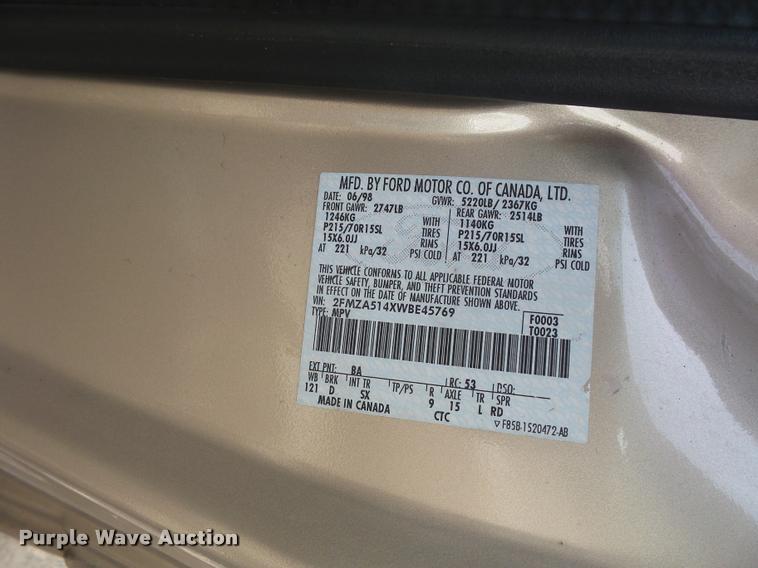 MFD. BY FORD MOTOR CO. OF CANADA, LTD.
DATE: 06/98 GVWR: 5220LB/ 2367KG
FRONT GAWR: 2747LB REAR GAWR: 2514LB
1246KG WITH 1140KG WITH
P215/70R15SL TIRES P215/70R15SL TIRES
15X6.0JJ RIMS 15X6.0JJ RIMS
AT 221 kPa/32 PSI COLD AT 221 kPa/32 PSI COLD
THIS VEHICLE CONFORMS TO ALL APPLICABLE FEDERAL MOTOR
VEHICLE SAFETY, BUMPER, AND THEFT PREVENTION STANDARDS
IN EFFECT ON THE DATE OF MANUFACTURE SHOWN ABOVE.
VIN: 2FMZA514XWBE45769 F0003
TYPE: MPV T0023
EXT PNT: BA RC: 53 DSO:
WB BRK INT TR TP/PS R AXLE TR SPR
121 D SX 9 15 L RD
MADE IN CANADA CTC
▽F85B-1520472-AB
Purple Wave Auction